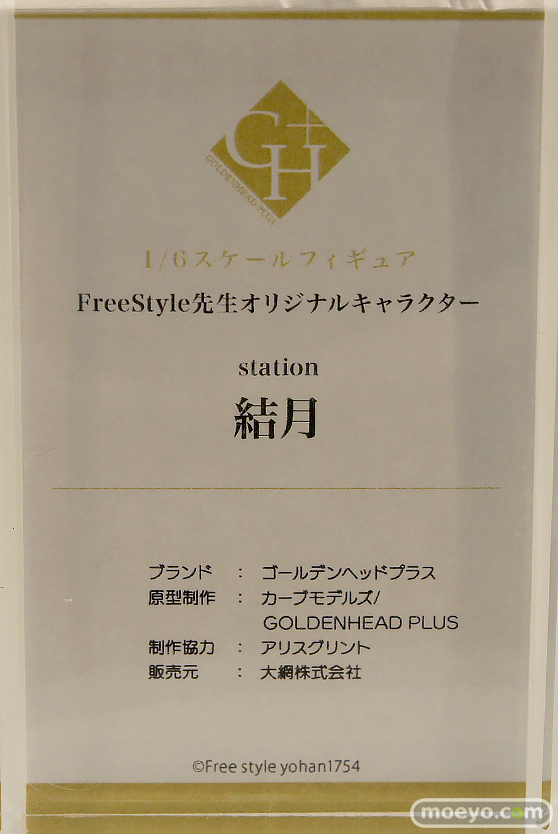 GH+
GOLDENHEAD PLUS
1/6スケールフィギュア
FreeStyle先生オリジナルキャラクター
station
結月
ブランド : ゴールデンヘッドプラス
原型制作 : カーブモデルズ/
GOLDENHEAD PLUS
制作協力 : アリスグリント
販売元 : 大網株式会社
©Free style yohan1754
moeyo.com